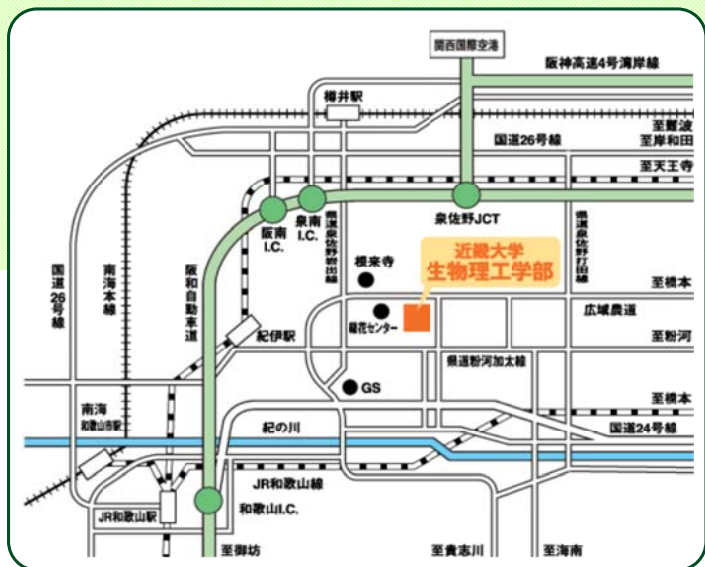 関西国際空港
阪神高速4号湾岸線
樽井駅
至難波
至岸和田
国道26号線
至天王寺
泉佐野JCT
泉南
I.C.
阪南
I.C.
県道泉佐野岩出線
県道泉佐野打田線
国道26号線
南海本線
阪和自動車道
根来寺
近畿大学
生物理工学部
至橋本
広域農道
蘭花センター
紀伊駅
至粉河
県道粉河加太線
GS
至橋本
南海
和歌山市駅
紀の川
国道24号線
JR和歌山線
JR和歌山駅
和歌山I.C.
至御坊
至貴志川
至海南